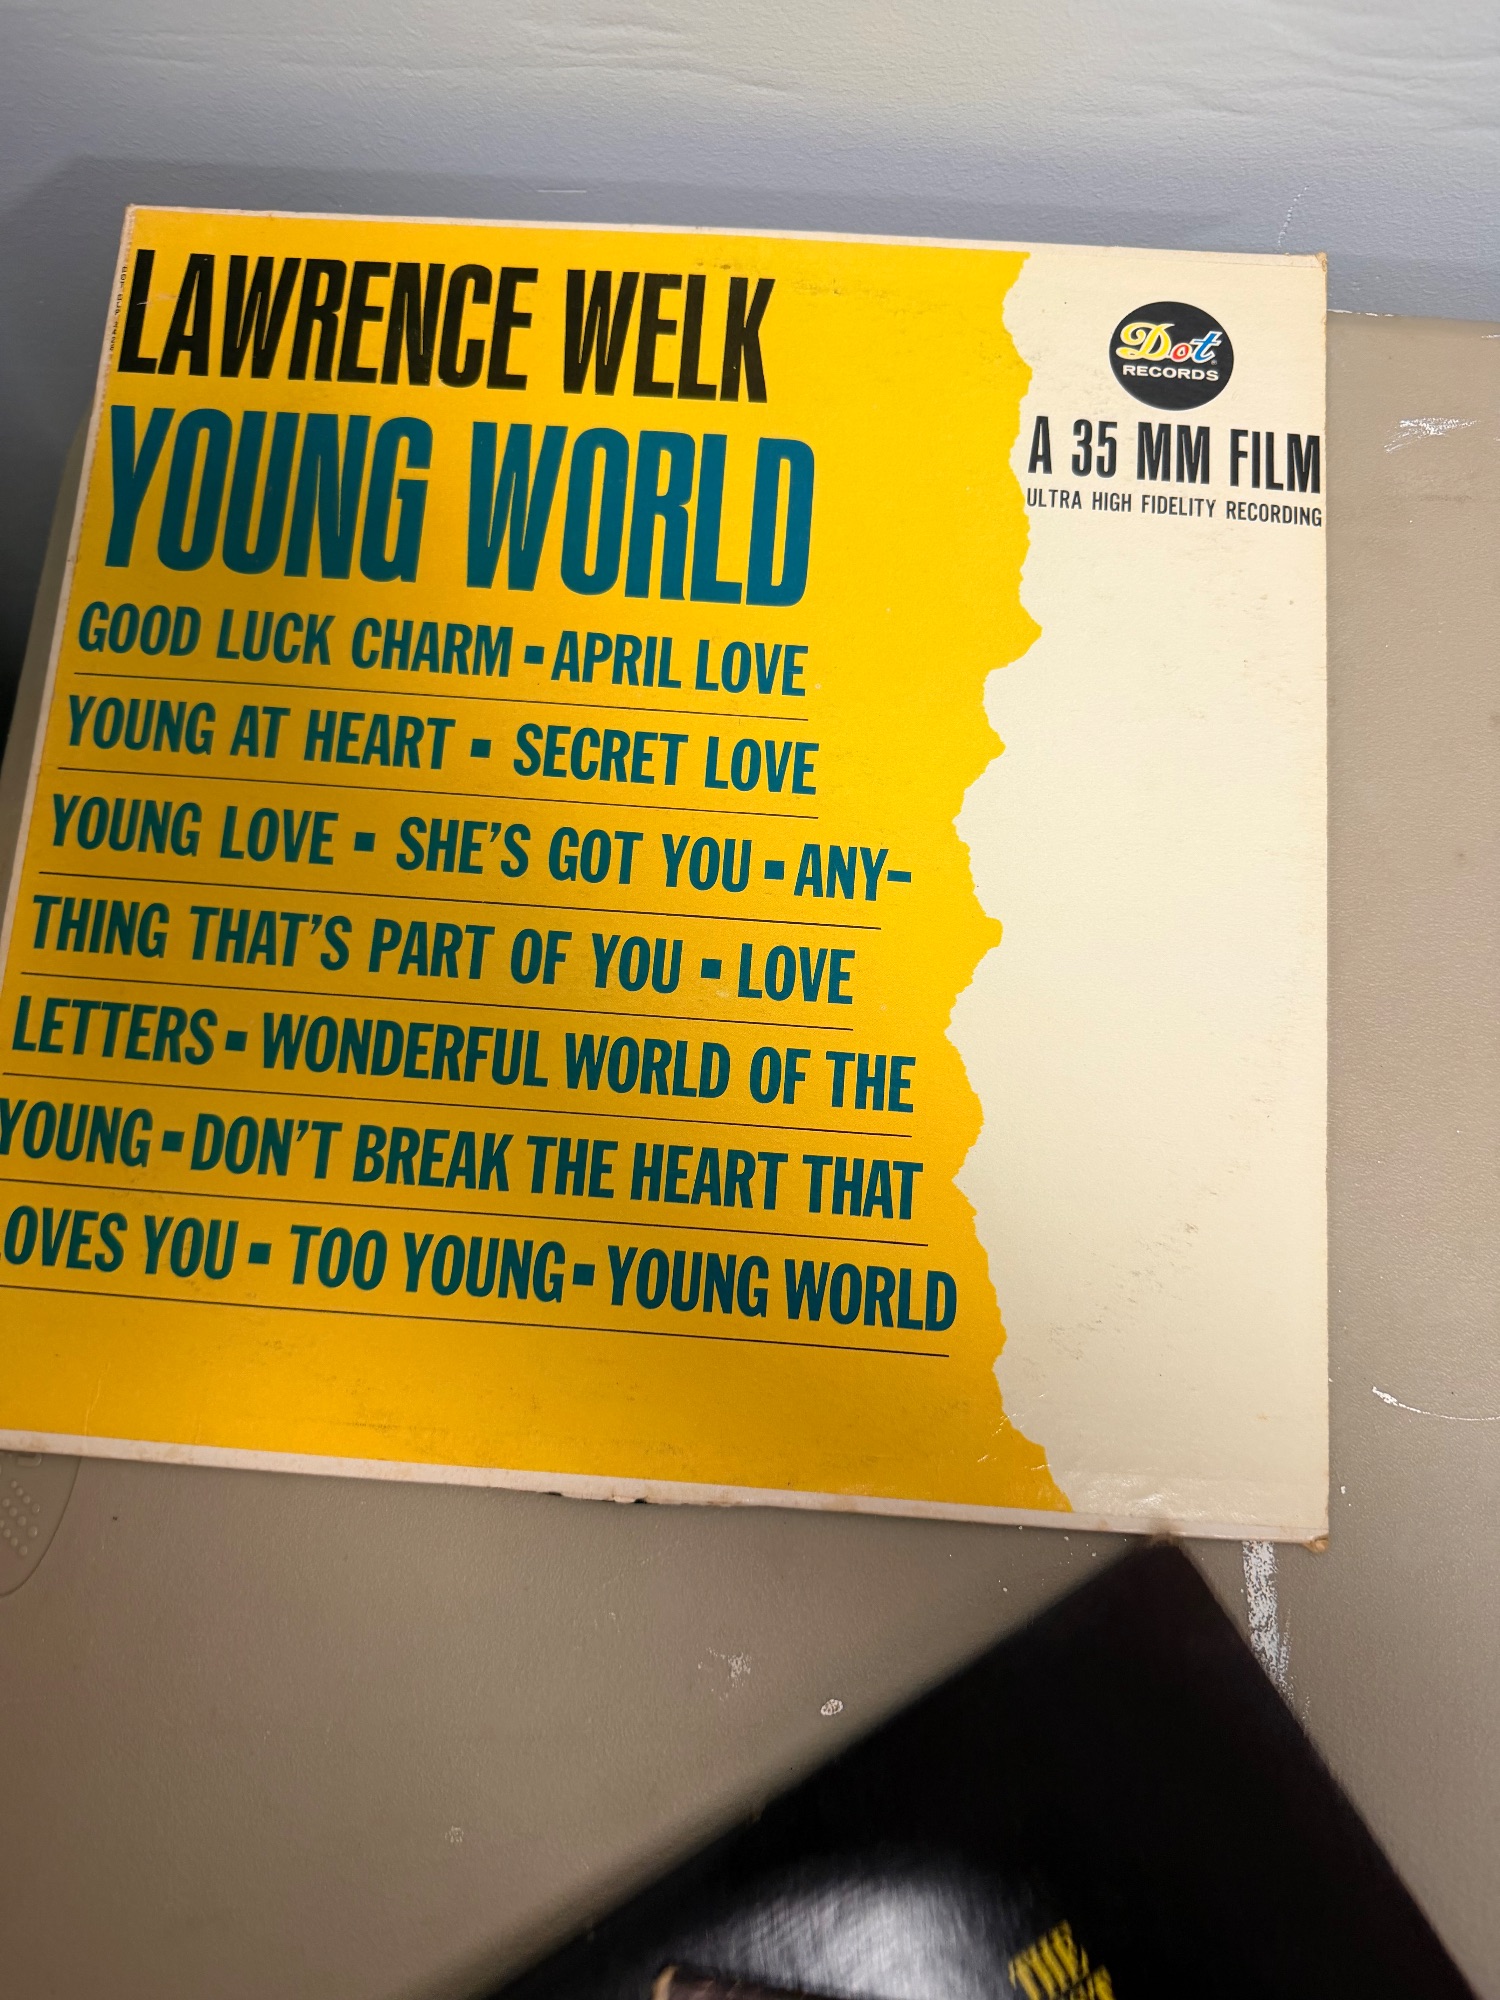 LAWRENCE WELK
YOUNG WORLD
GOOD LUCK CHARM ▪ APRIL LOVE
YOUNG AT HEART ▪ SECRET LOVE
YOUNG LOVE ▪ SHE'S GOT YOU ▪ ANY-
THING THAT'S PART OF YOU ▪ LOVE
LETTERS ▪ WONDERFUL WORLD OF THE
YOUNG ▪ DON'T BREAK THE HEART THAT
LOVES YOU ▪ TOO YOUNG ▪ YOUNG WORLD
Dot
RECORDS
A 35 MM FILM
ULTRA HIGH FIDELITY RECORDING
THE